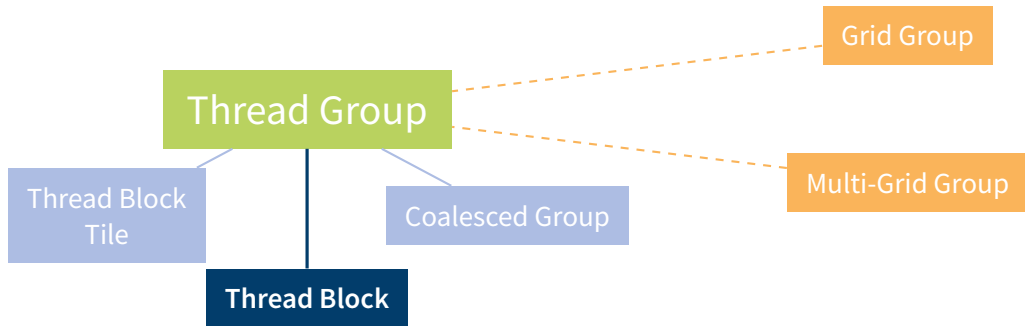 Grid Group
Thread Group
Multi-Grid Group
Thread Block
Tile
Coalesced Group
Thread Block